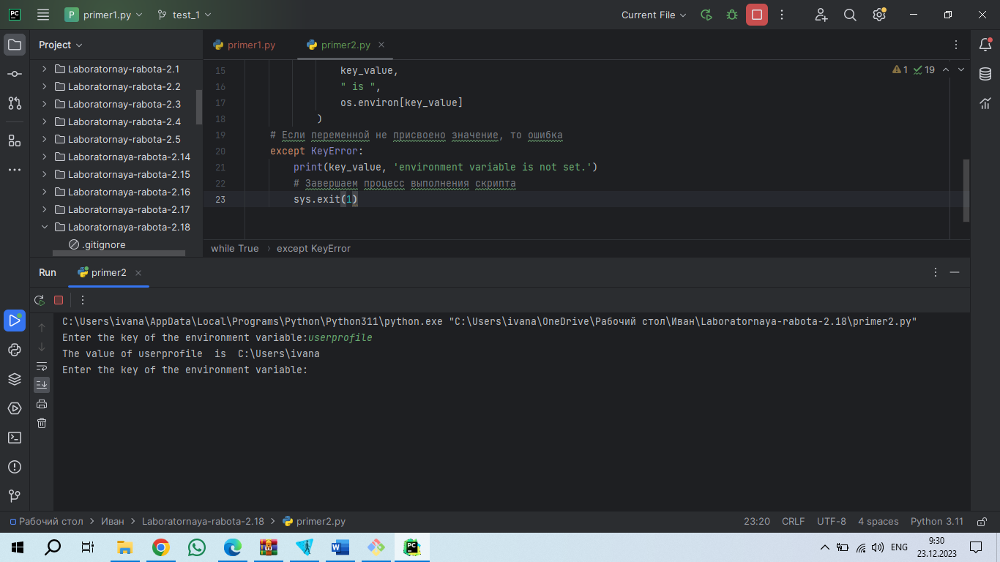 PC P primer1.py test_1 Current File
Project
primer1.py primer2.py
Laboratornay-rabota-2.1
Laboratornay-rabota-2.2
Laboratornay-rabota-2.3
Laboratornay-rabota-2.4
Laboratornay-rabota-2.5
Laboratornaya-rabota-2.14
Laboratornaya-rabota-2.15
Laboratornaya-rabota-2.16
Laboratornaya-rabota-2.17
Laboratornaya-rabota-2.18
.gitignore
1 19
15 key_value,
16 " is ",
17 os.environ[key_value]
18 )
19 # Если переменной не присвоено значение, то ошибка
20 except KeyError:
21 print(key_value, 'environment variable is not set.')
22 # Завершаем процесс выполнения скрипта
23 sys.exit(1)
while True › except KeyError
Run primer2
C:\Users\ivana\AppData\Local\Programs\Python\Python311\python.exe "C:\Users\ivana\OneDrive\Рабочий стол\Иван\Laboratornaya-rabota-2.18\primer2.py"
Enter the key of the environment variable:userprofile
The value of userprofile  is  C:\Users\ivana
Enter the key of the environment variable:
Рабочий стол › Иван › Laboratornaya-rabota-2.18 › primer2.py 23:20 CRLF UTF-8 4 spaces Python 3.11
W PC ENG 9:30
23.12.2023